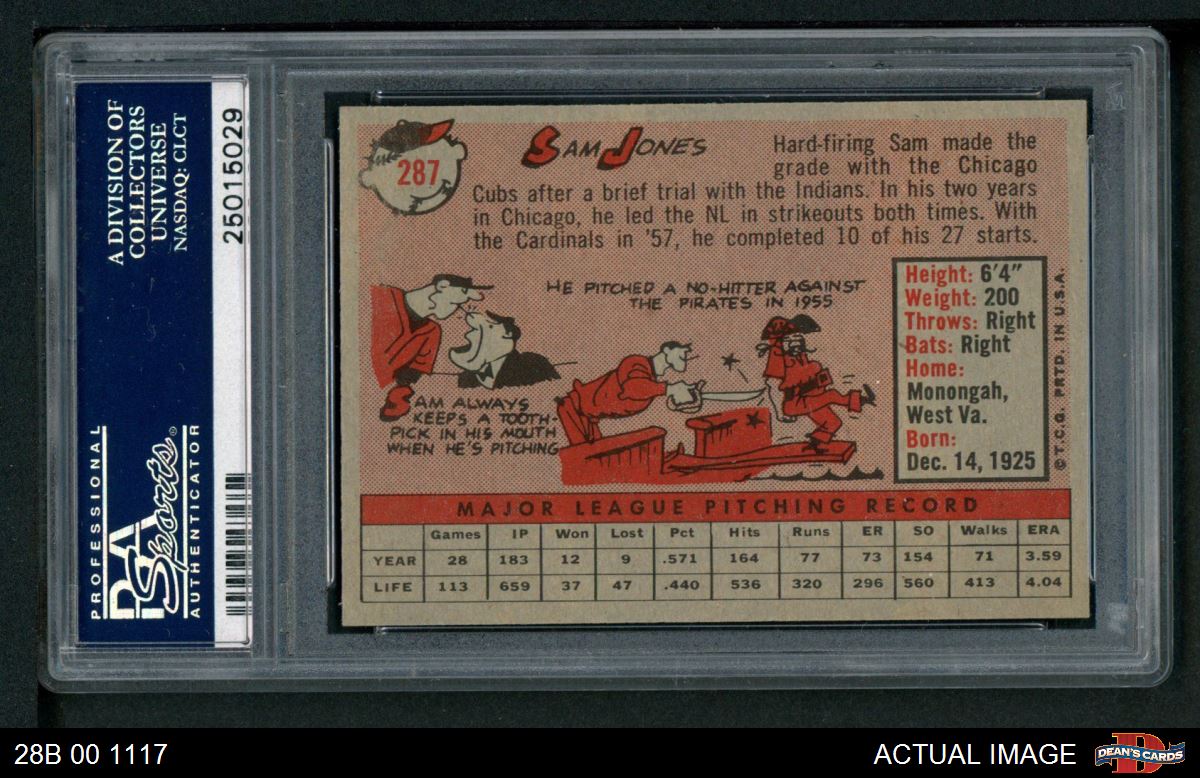 A DIVISION OF
COLLECTORS
UNIVERSE
NASDAQ: CLCT
25015029
PROFESSIONAL
PSA
Sports®
AUTHENTICATOR
287
SAM JONES
Hard-firing Sam made the
grade with the Chicago
Cubs after a brief trial with the Indians. In his two years
in Chicago, he led the NL in strikeouts both times. With
the Cardinals in '57, he completed 10 of his 27 starts.
HE PITCHED A NO-HITTER AGAINST
THE PIRATES IN 1955
SAM ALWAYS
KEEPS A TOOTH-
PICK IN HIS MOUTH
WHEN HE'S PITCHING
Height: 6'4"
Weight: 200
Throws: Right
Bats: Right
Home:
Monongah,
West Va.
Born:
Dec. 14, 1925
© T.C.G. PRTD. IN U.S.A.
MAJOR LEAGUE PITCHING RECORD
Games IP Won Lost Pct Hits Runs ER SO Walks ERA
YEAR 28 183 12 9 .571 164 77 73 154 71 3.59
LIFE 113 659 37 47 .440 536 320 296 560 413 4.04
28B 00 1117
ACTUAL IMAGE
DEAN'S CARDS